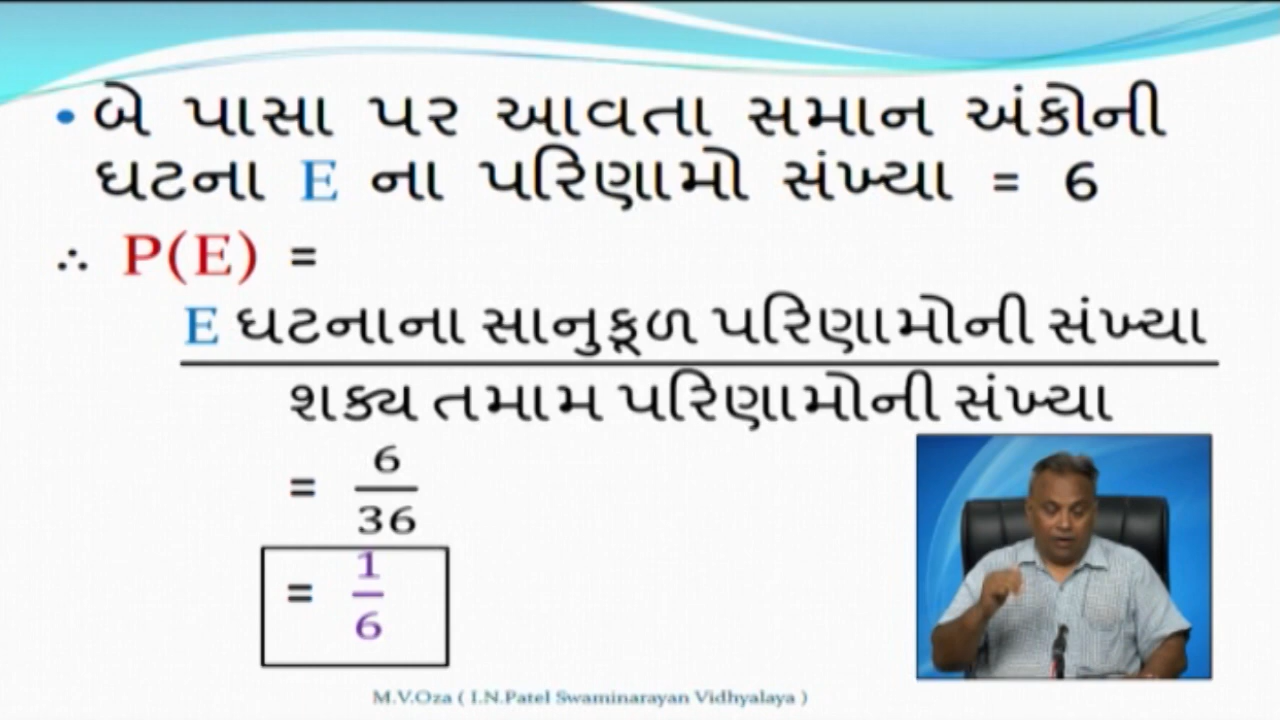 • બે પાસા પર આવતા સમાન અંકોની
ઘટના E ના પરિણામો સંખ્યા = 6
∴ P(E) =
E ઘટનાના સાનુકૂળ પરિણામોની સંખ્યા
શક્ય તમામ પરિણામોની સંખ્યા
= 6/36
= 1/6
M.V.Oza ( I.N.Patel Swaminarayan Vidhyalaya )